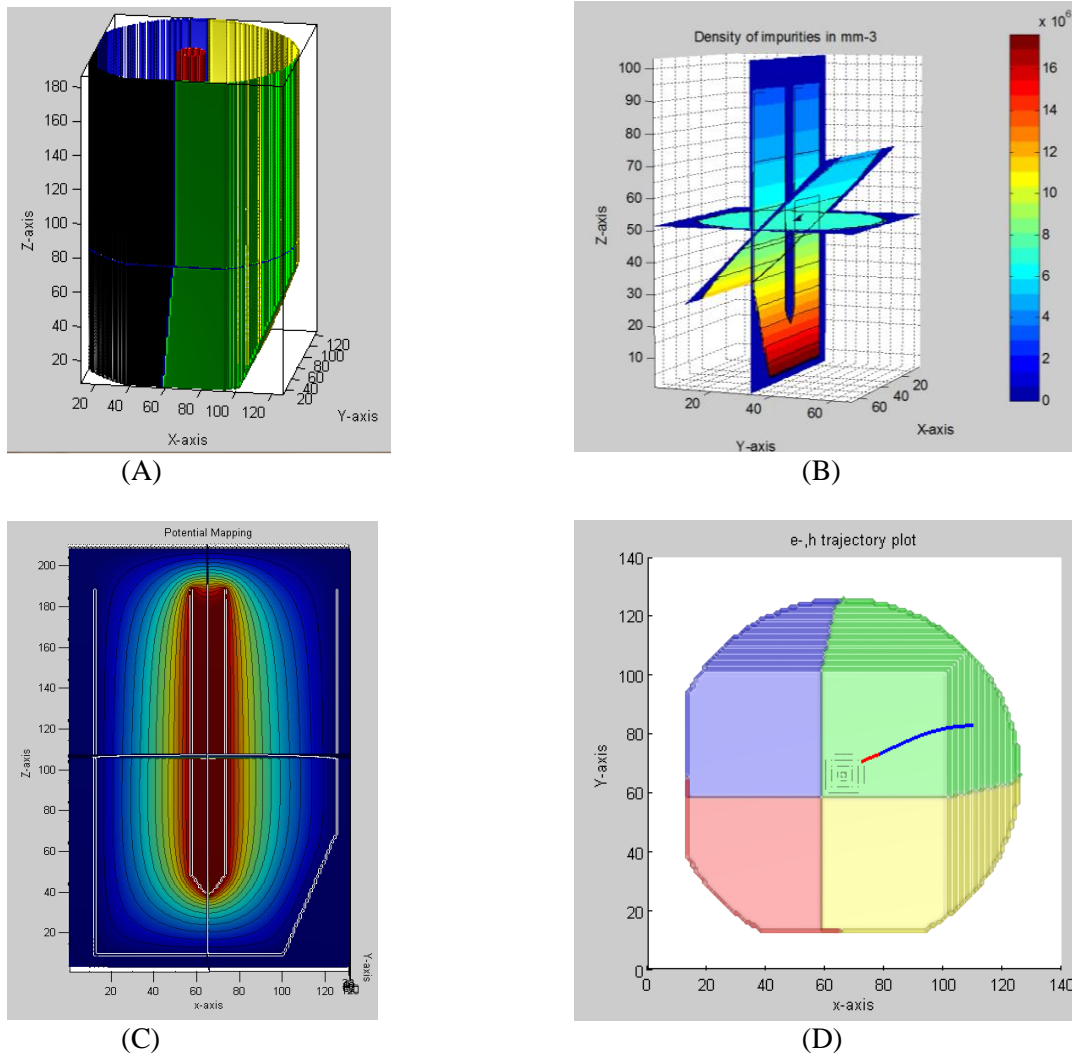 180
160
140
120
100
80
60
40
20
Z-axis
20 40 60 80 100 120
X-axis
120
100
80
60
40
20
Y-axis
(A)
Density of impurities in mm-3
x 10^6
100
90
80
70
60
50
40
30
20
10
Z-axis
20 40 60
Y-axis
60 40 20
X-axis
16
14
12
10
8
6
4
2
0
(B)
Potential Mapping
200
180
160
140
120
100
80
60
40
20
Z-axis
20 40 60 80 100 120
x-axis
Y-axis
(C)
e-,h trajectory plot
140
120
100
80
60
40
20
0
Y-axis
0 20 40 60 80 100 120 140
x-axis
(D)